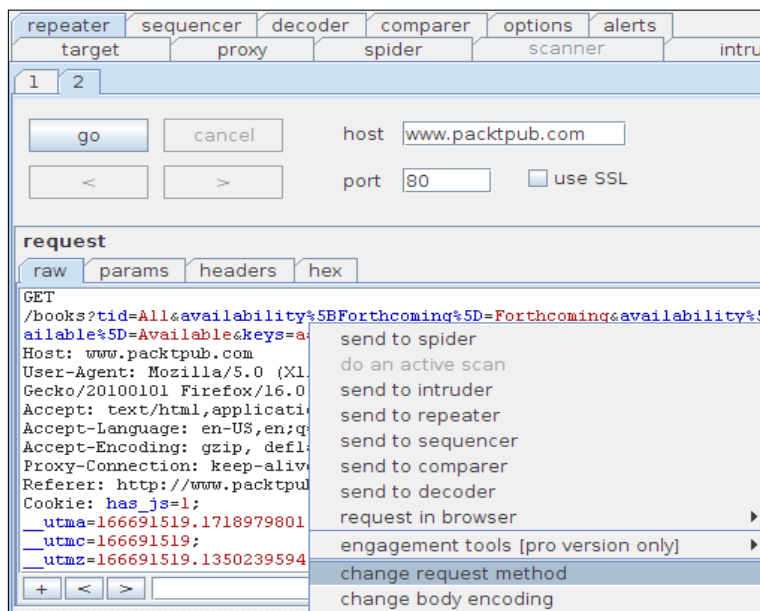 repeater sequencer decoder comparer options alerts
target proxy spider scanner intru
1 2
go cancel host www.packtpub.com
< > port 80 use SSL
request
raw params headers hex
GET
/books?tid=All&availability%5BForthcoming%5D=Forthcoming&availability%5
ailable%5D=Available&keys=a
Host: www.packtpub.com
User-Agent: Mozilla/5.0 (X1
Gecko/20100101 Firefox/16.0
Accept: text/html,applicati
Accept-Language: en-US,en;q
Accept-Encoding: gzip, defl
Proxy-Connection: keep-aliv
Referer: http://www.packtpu
Cookie: has_js=1;
__utma=166691519.1718979801
__utmc=166691519;
__utmz=166691519.1350239594
+ < >
send to spider
do an active scan
send to intruder
send to repeater
send to sequencer
send to comparer
send to decoder
request in browser
engagement tools [pro version only]
change request method
change body encoding